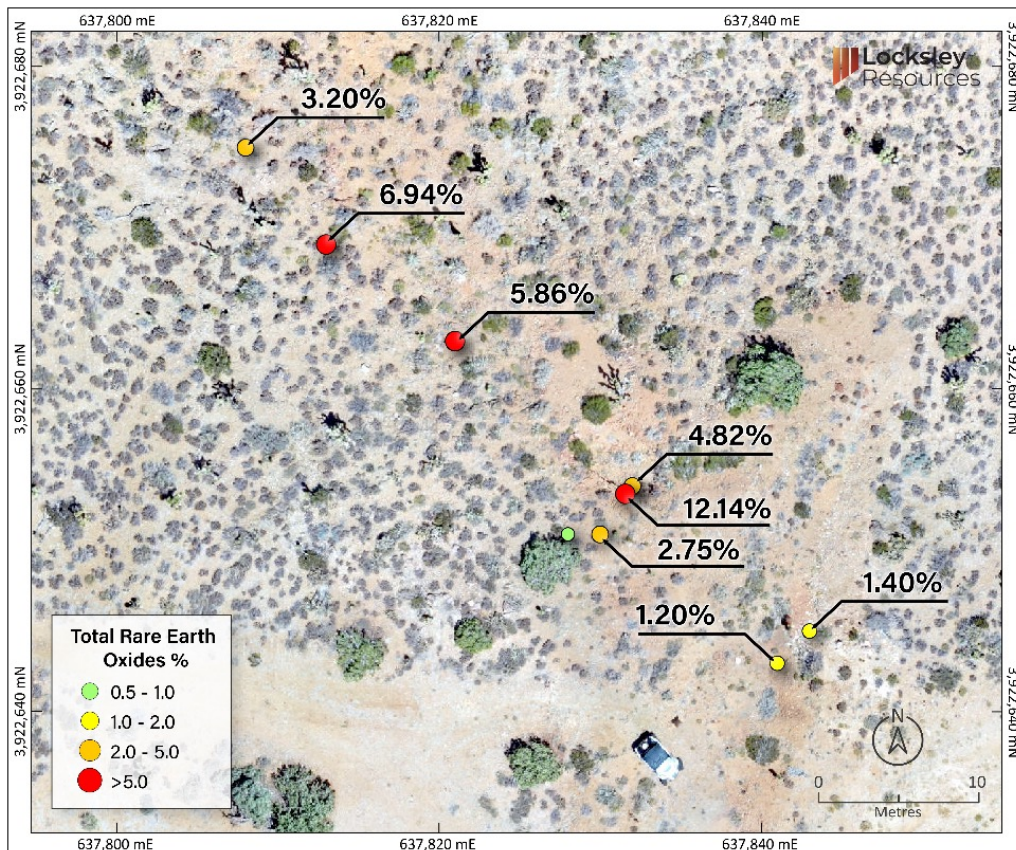 637,800 mE
637,820 mE
637,840 mE
3,922,680 mN
3,922,680 mN
Locksley
Resources
3.20%
6.94%
5.86%
3,922,660 mN
3,922,660 mN
4.82%
12.14%
2.75%
1.40%
1.20%
Total Rare Earth
Oxides %
0.5 - 1.0
1.0 - 2.0
2.0 - 5.0
>5.0
3,922,640 mN
3,922,640 mN
N
0
10
Metres
637,800 mE
637,820 mE
637,840 mE